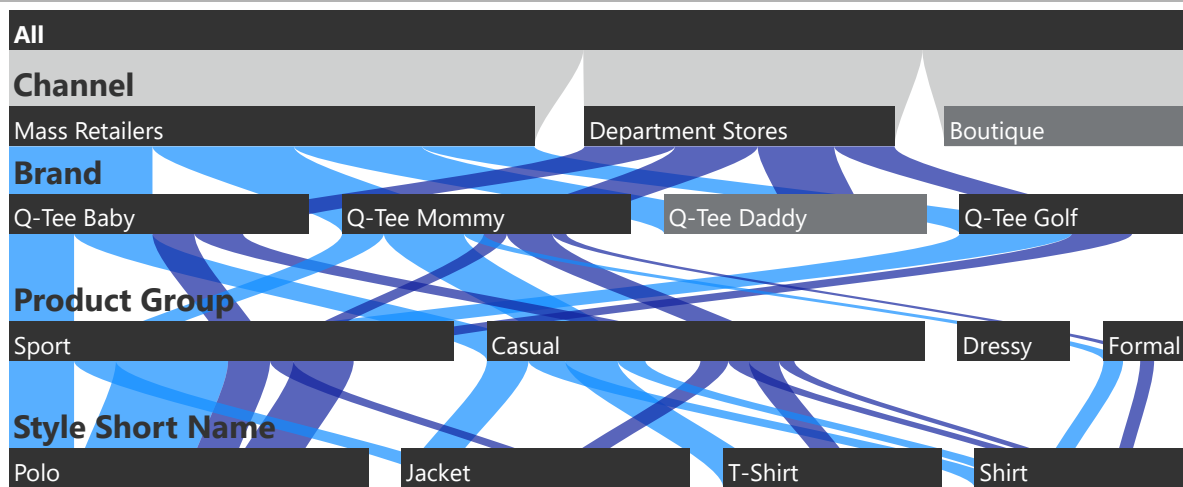 All
Channel
Mass Retailers Department Stores Boutique
Brand
Q-Tee Baby Q-Tee Mommy Q-Tee Daddy Q-Tee Golf
Product Group
Sport Casual Dressy Formal
Style Short Name
Polo Jacket T-Shirt Shirt